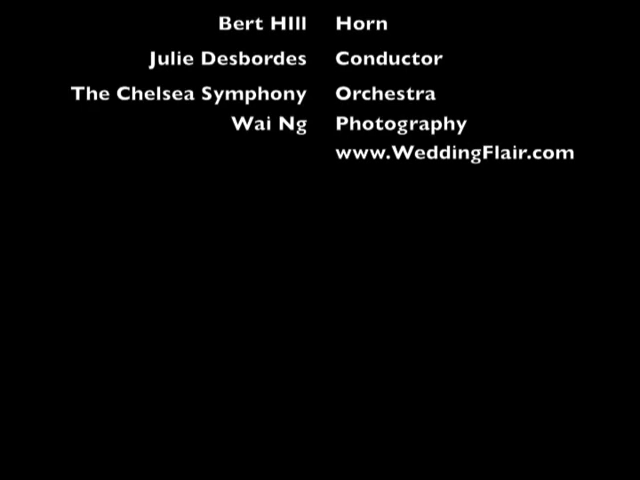 Bert HIll Horn
Julie Desbordes Conductor
The Chelsea Symphony Orchestra
Wai Ng Photography
www.WeddingFlair.com